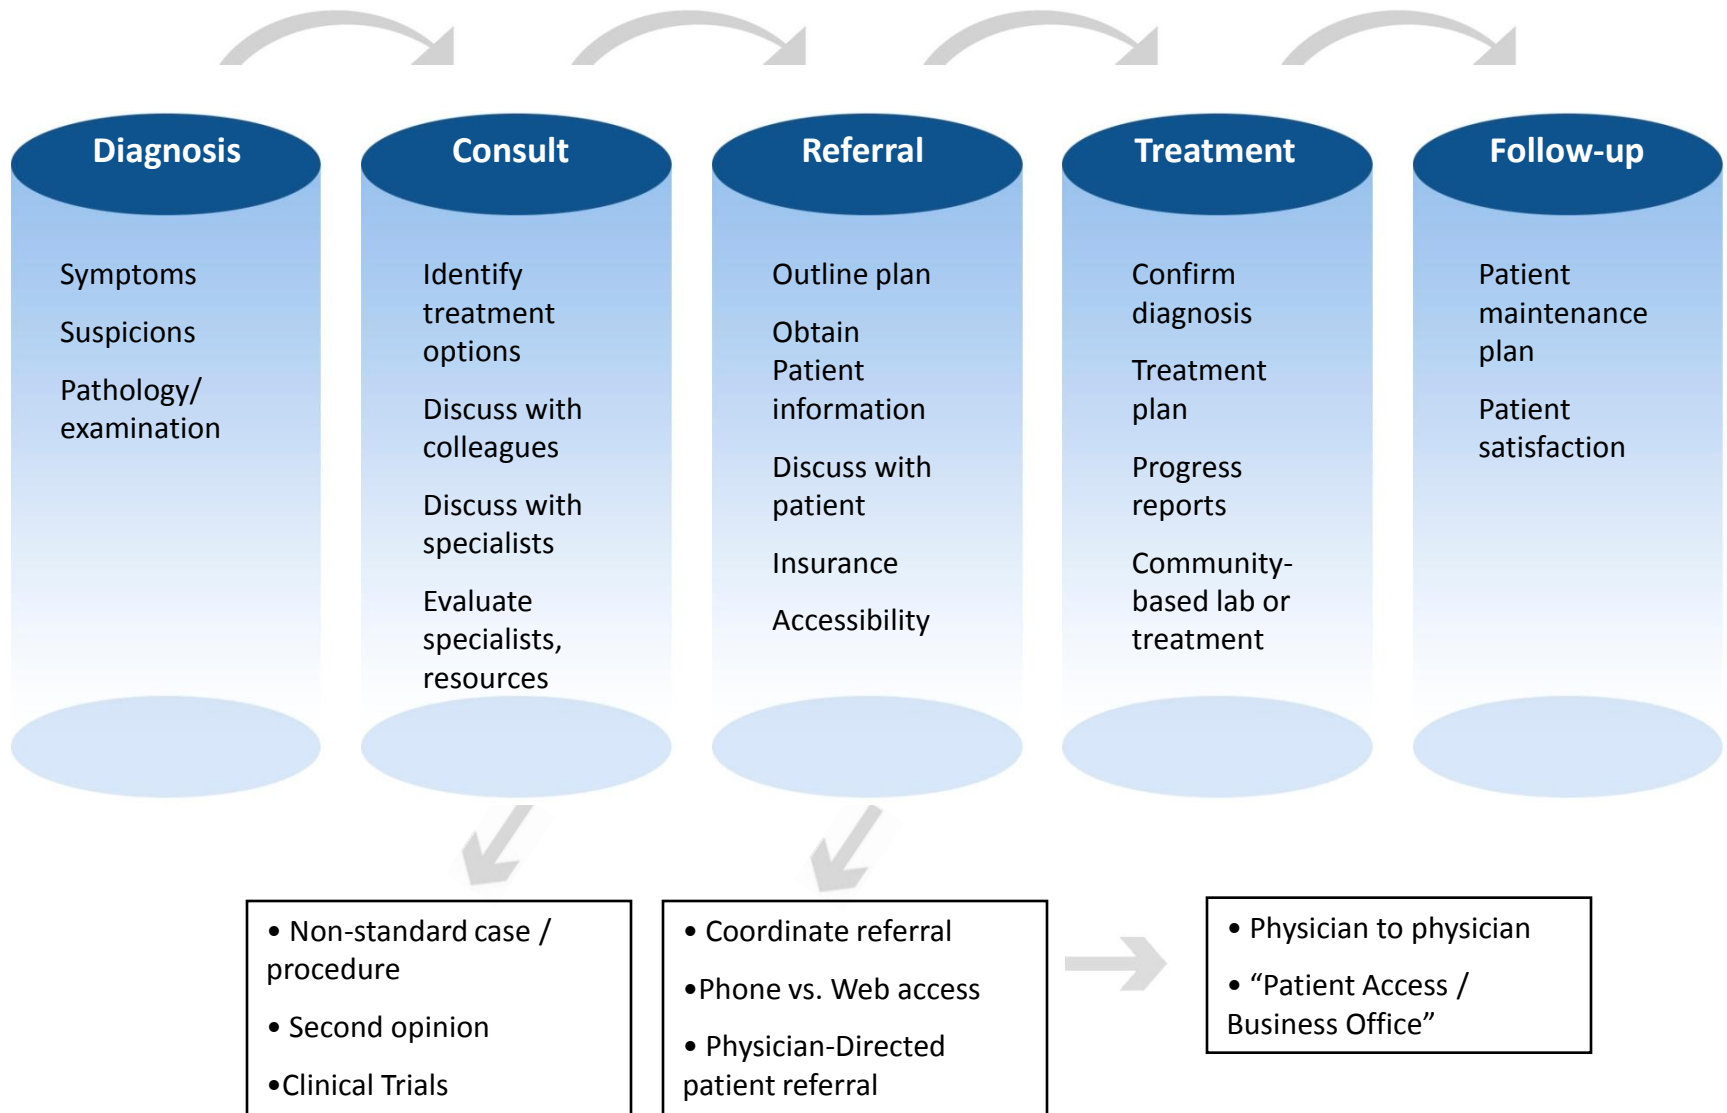 Diagnosis
Symptoms
Suspicions
Pathology/
examination
Consult
Identify
treatment
options
Discuss with
colleagues
Discuss with
specialists
Evaluate
specialists,
resources
Referral
Outline plan
Obtain
Patient
information
Discuss with
patient
Insurance
Accessibility
Treatment
Confirm
diagnosis
Treatment
plan
Progress
reports
Community-
based lab or
treatment
Follow-up
Patient
maintenance
plan
Patient
satisfaction
• Non-standard case /
procedure
• Second opinion
•Clinical Trials
• Coordinate referral
•Phone vs. Web access
• Physician-Directed
patient referral
• Physician to physician
• “Patient Access /
Business Office”